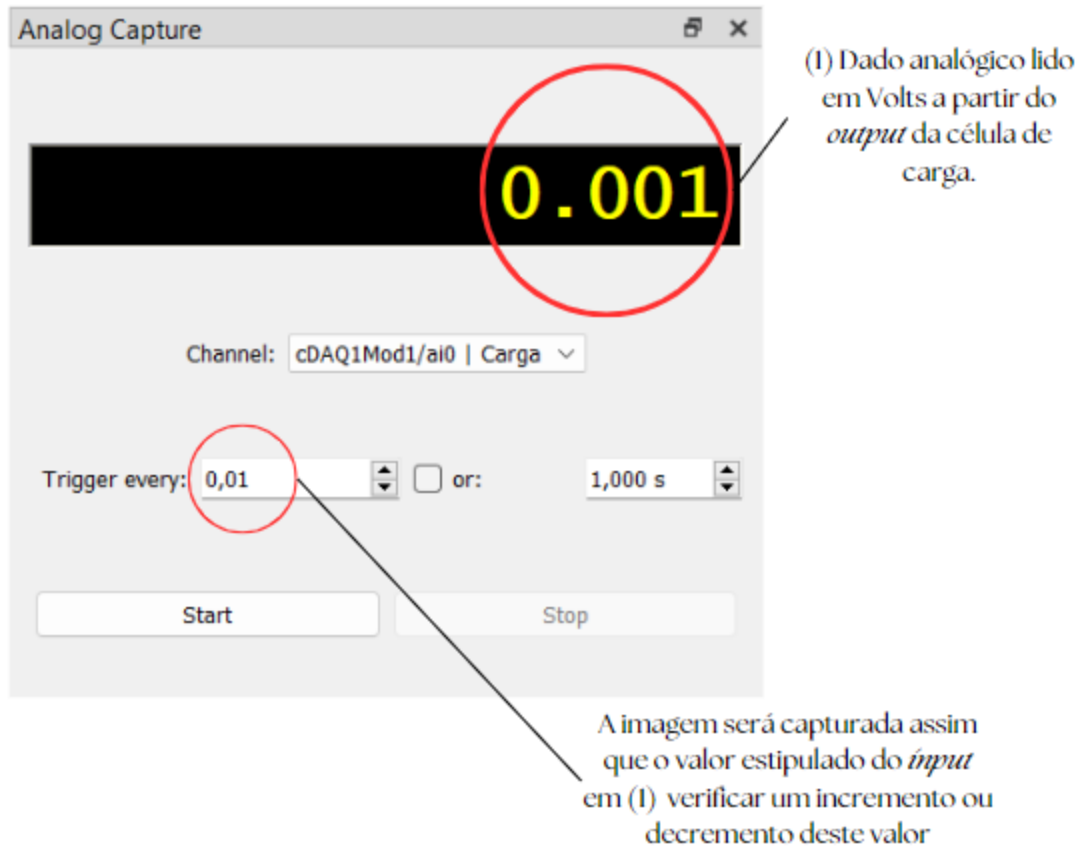 Analog Capture
(1) Dado analógico lido
em Volts a partir do
output da célula de
carga.
0.001
Channel: cDAQ1Mod1/ai0 | Carga
Trigger every: 0,01 or: 1,000 s
Start Stop
A imagem será capturada assim
que o valor estipulado do ínput
em (1) verificar um incremento ou
decremento deste valor